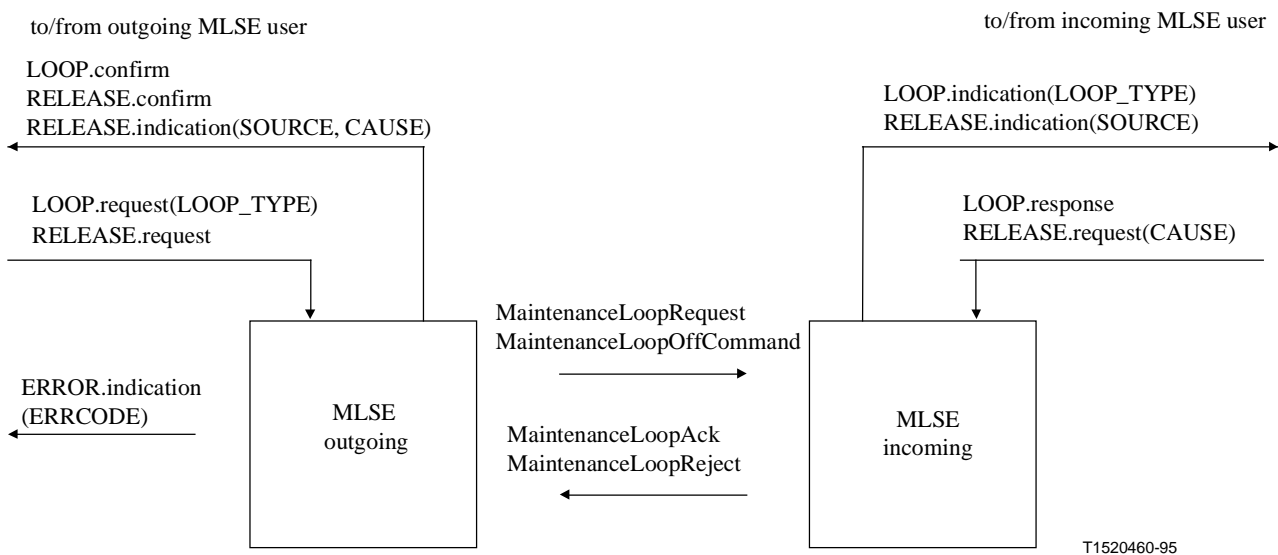 to/from outgoing MLSE user
to/from incoming MLSE user
LOOP.confirm
RELEASE.confirm
RELEASE.indication(SOURCE, CAUSE)
LOOP.indication(LOOP_TYPE)
RELEASE.indication(SOURCE)
LOOP.request(LOOP_TYPE)
RELEASE.request
LOOP.response
RELEASE.request(CAUSE)
MaintenanceLoopRequest
MaintenanceLoopOffCommand
ERROR.indication
(ERRCODE)
MLSE
outgoing
MaintenanceLoopAck
MaintenanceLoopReject
MLSE
incoming
T1520460-95